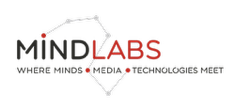 MINDLABS
WHERE MINDS • MEDIA • TECHNOLOGIES MEET